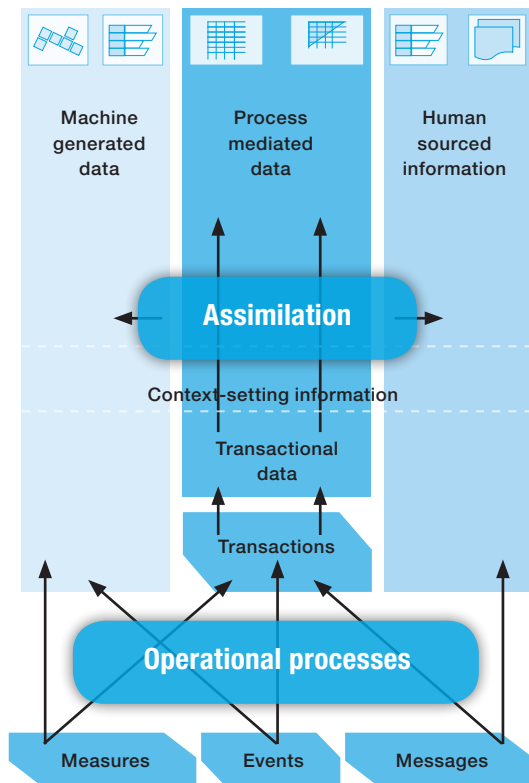 Machine
generated
data
Process
mediated
data
Human
sourced
information
Assimilation
Context-setting information
Transactional
data
Transactions
Operational processes
Measures
Events
Messages